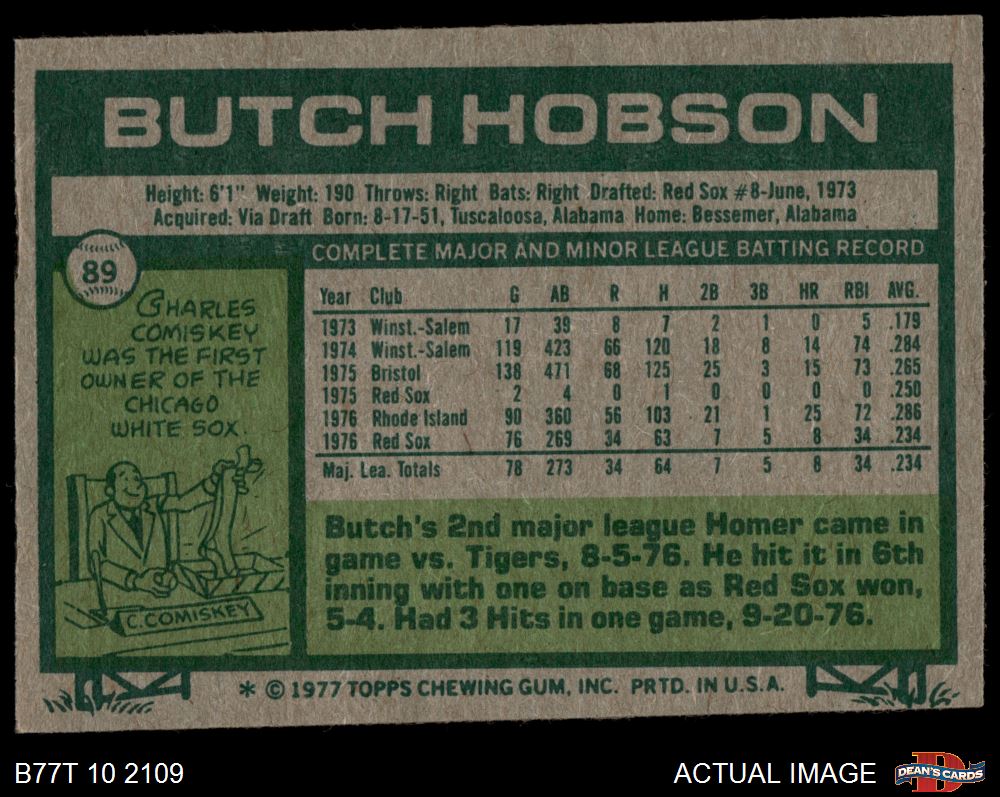 BUTCH HOBSON
Height: 6'1" Weight: 190 Throws: Right Bats: Right Drafted: Red Sox #8-June, 1973
Acquired: Via Draft Born: 8-17-51, Tuscaloosa, Alabama Home: Bessemer, Alabama
89
CHARLES
COMISKEY
WAS THE FIRST
OWNER OF THE
CHICAGO
WHITE SOX.
C. COMISKEY
COMPLETE MAJOR AND MINOR LEAGUE BATTING RECORD
Year Club G AB R H 2B 3B HR RBI AVG.
1973 Winst.-Salem 17 39 8 7 2 1 0 5 .179
1974 Winst.-Salem 119 423 66 120 18 8 14 74 .284
1975 Bristol 138 471 68 125 25 3 15 73 .265
1975 Red Sox 2 4 0 1 0 0 0 0 .250
1976 Rhode Island 90 360 56 103 21 1 25 72 .286
1976 Red Sox 76 269 34 63 7 5 8 34 .234
Maj. Lea. Totals 78 273 34 64 7 5 8 34 .234
Butch's 2nd major league Homer came in
game vs. Tigers, 8-5-76. He hit it in 6th
inning with one on base as Red Sox won,
5-4. Had 3 Hits in one game, 9-20-76.
* © 1977 TOPPS CHEWING GUM, INC. PRTD. IN U.S.A.
B77T 10 2109
ACTUAL IMAGE
DEAN'S CARDS